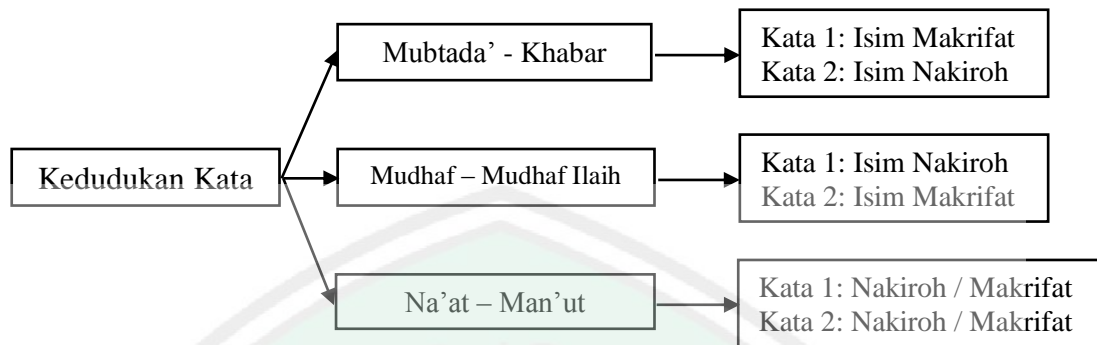 Kedudukan Kata
Mubtada’ - Khabar
Kata 1: Isim Makrifat
Kata 2: Isim Nakiroh
Mudhaf – Mudhaf Ilaih
Kata 1: Isim Nakiroh
Kata 2: Isim Makrifat
Na’at – Man’ut
Kata 1: Nakiroh / Makrifat
Kata 2: Nakiroh / Makrifat